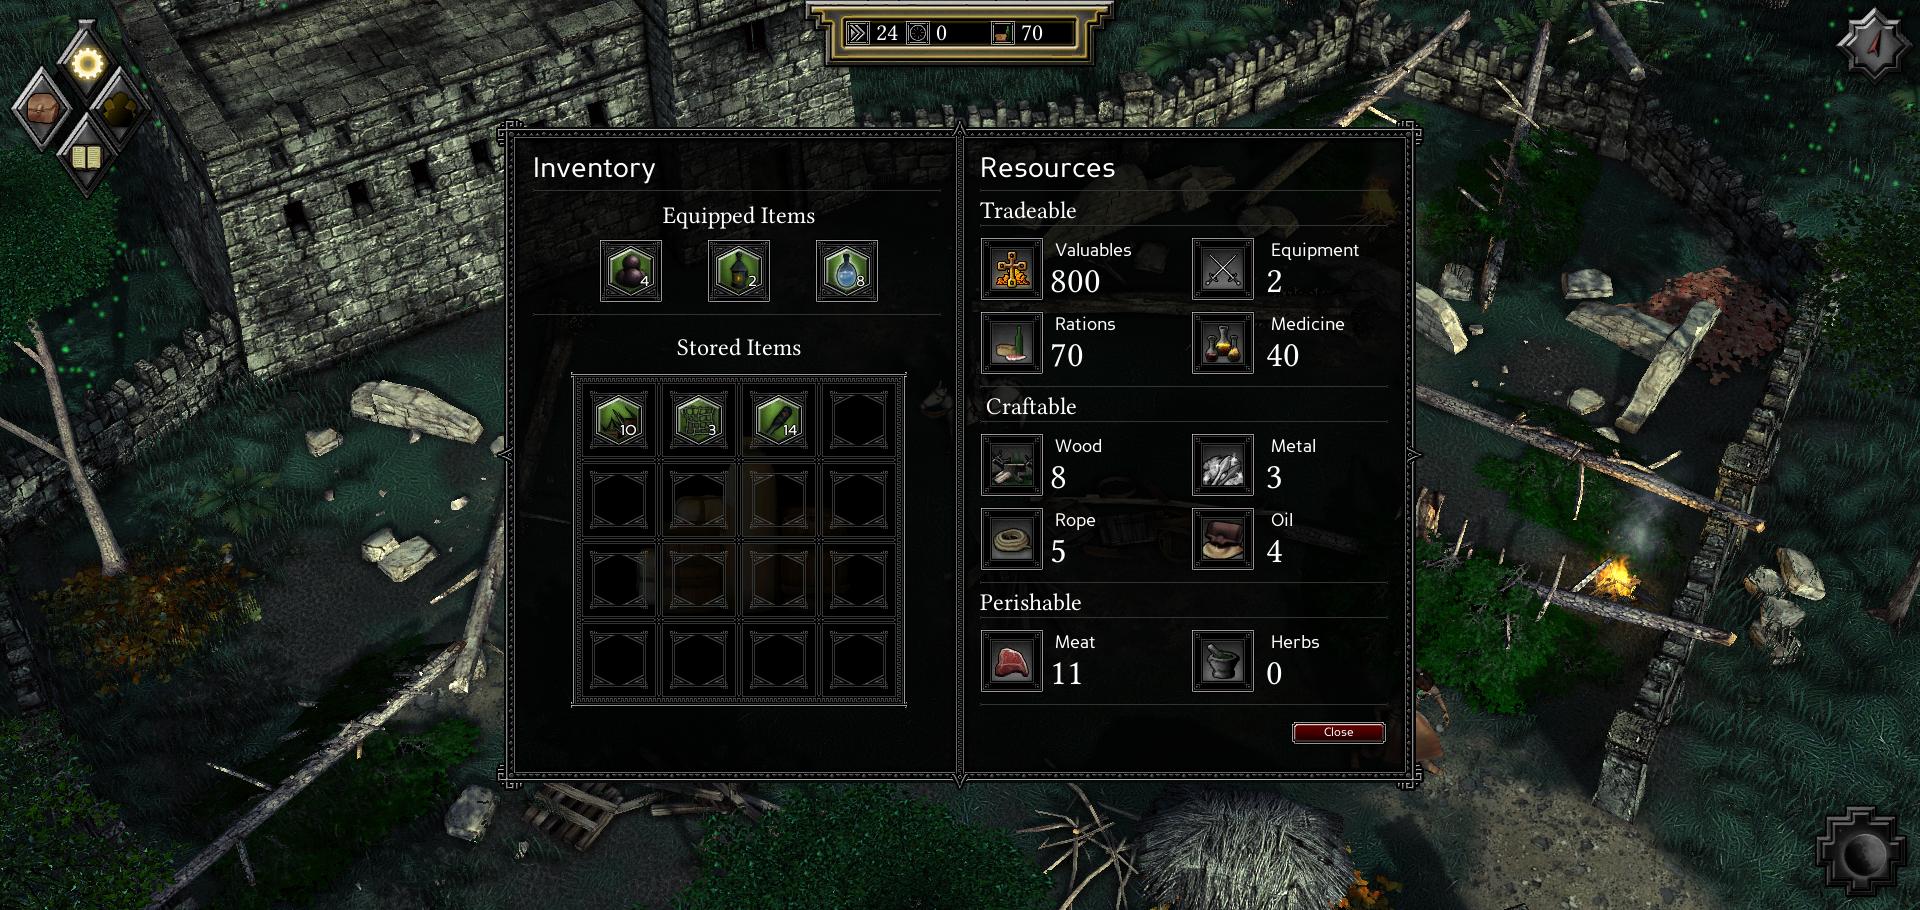 24 0 70
Inventory
Equipped Items
4 2 8
Stored Items
10 3 14
Resources
Tradeable
Valuables
800
Equipment
2
Rations
70
Medicine
40
Craftable
Wood
8
Metal
3
Rope
5
Oil
4
Perishable
Meat
11
Herbs
0
Close